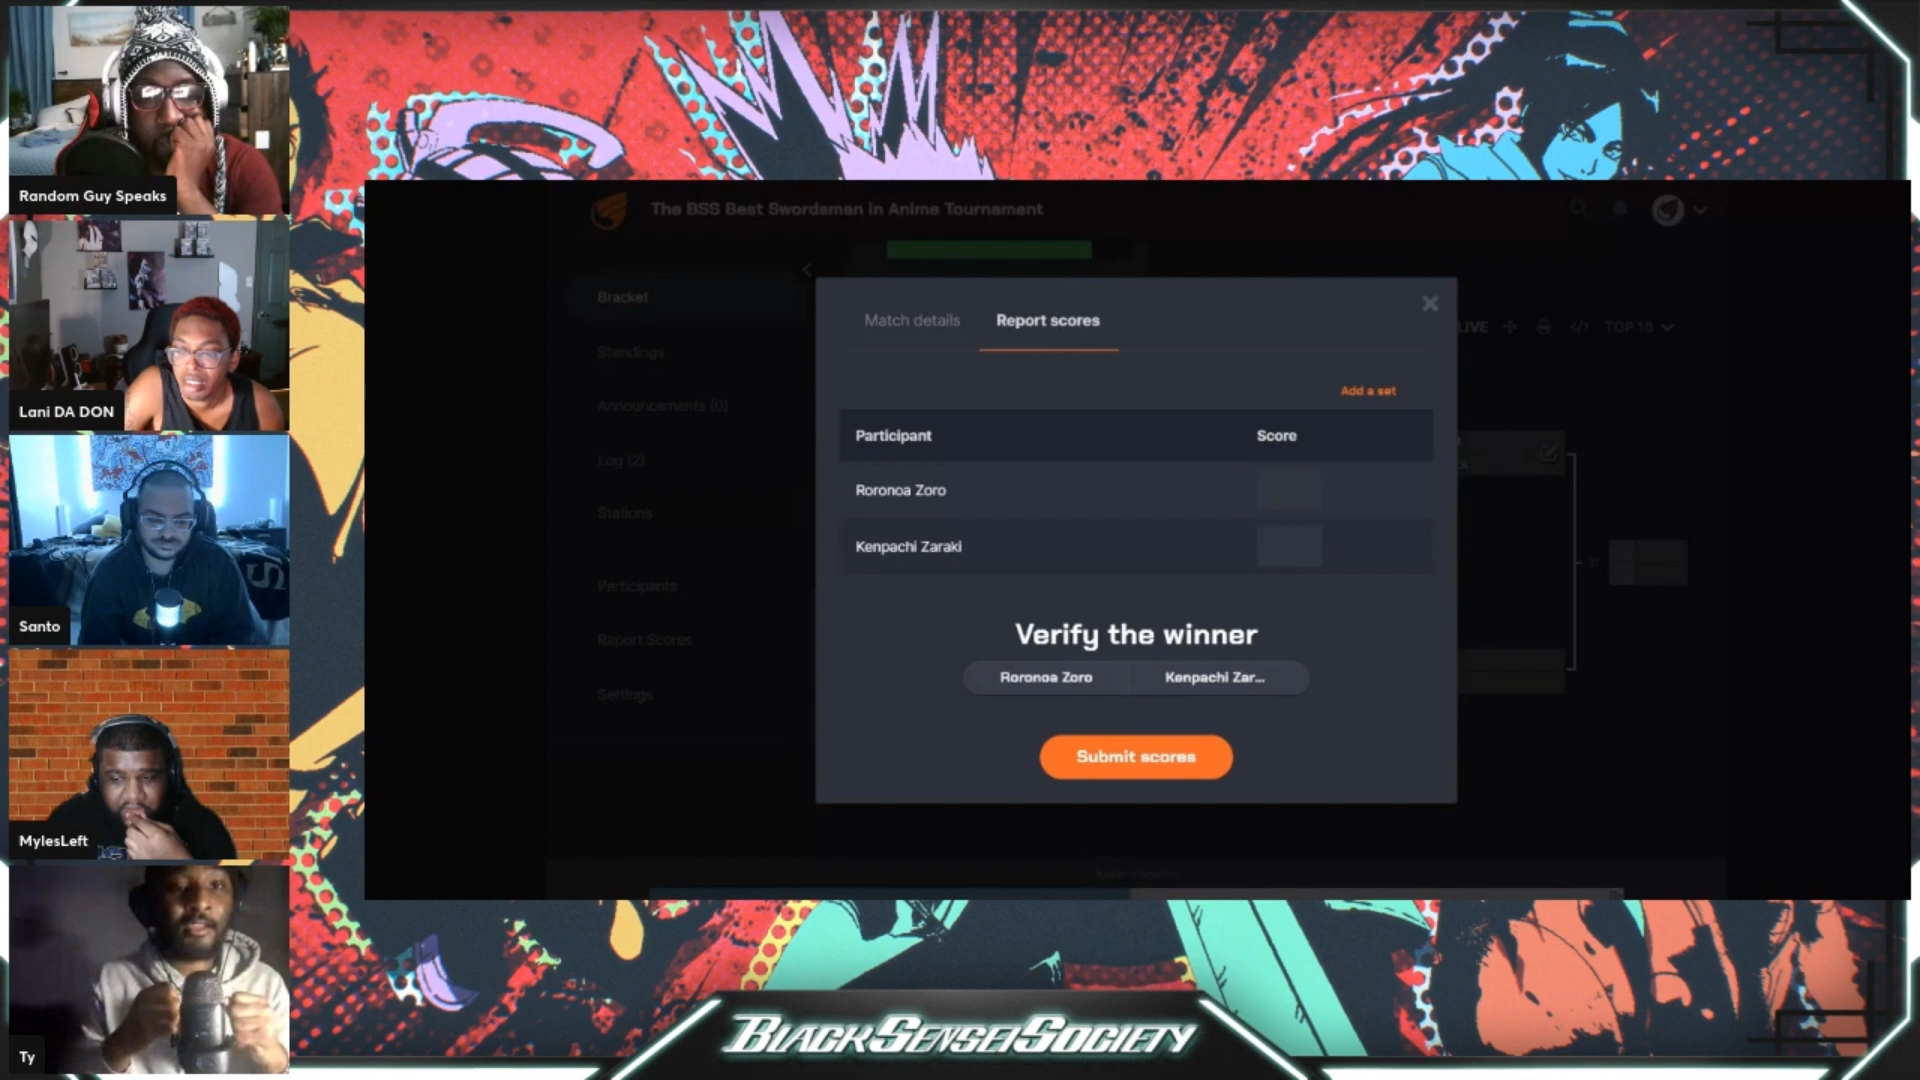 Random Guy Speaks
Lani DA DON
Santo
MylesLeft
Ty
The BSS Best Swordsman in Anime Tournament
Bracket
Standings
Announcements (0)
Log (2)
Stations
Participants
Report Scores
Settings
LIVE
TOP 16
Match details
Report scores
Add a set
Participant Score
Roronoa Zoro
Kenpachi Zaraki
Verify the winner
Roronoa Zoro
Kenpachi Zar...
Submit scores
BLACKSENSEISOCIETY